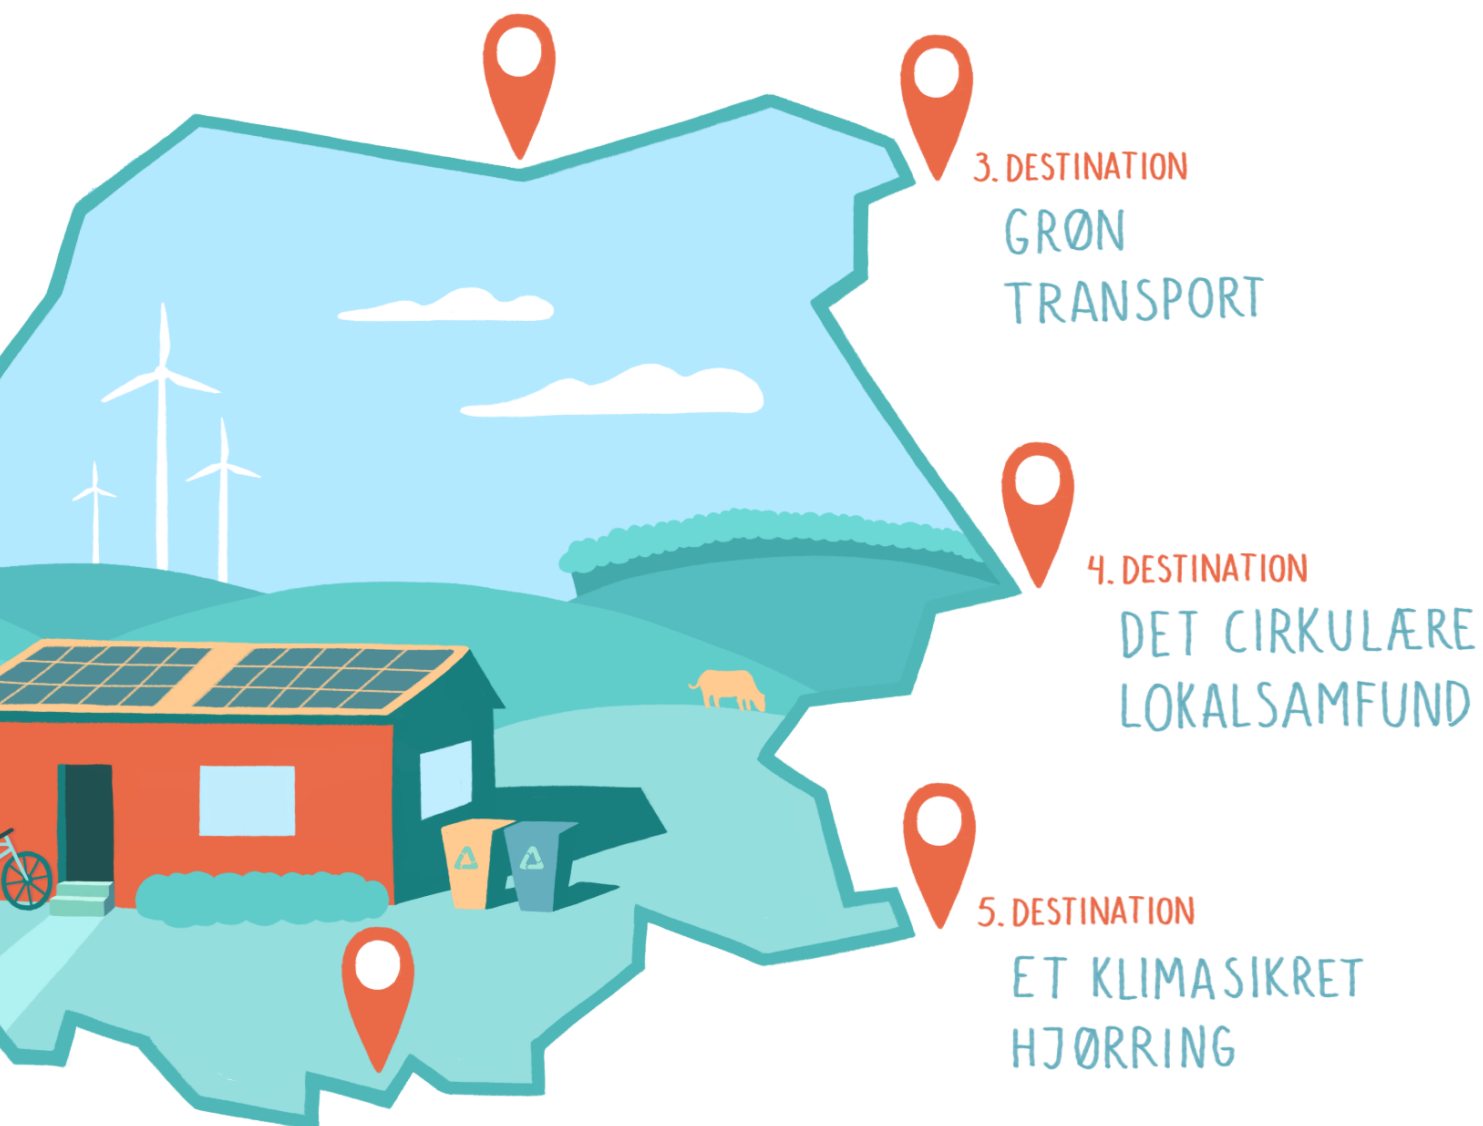 3. DESTINATION
GRØN
TRANSPORT
4. DESTINATION
DET CIRKULÆRE
LOKALSAMFUND
5. DESTINATION
ET KLIMASIKRET
HJØRRING